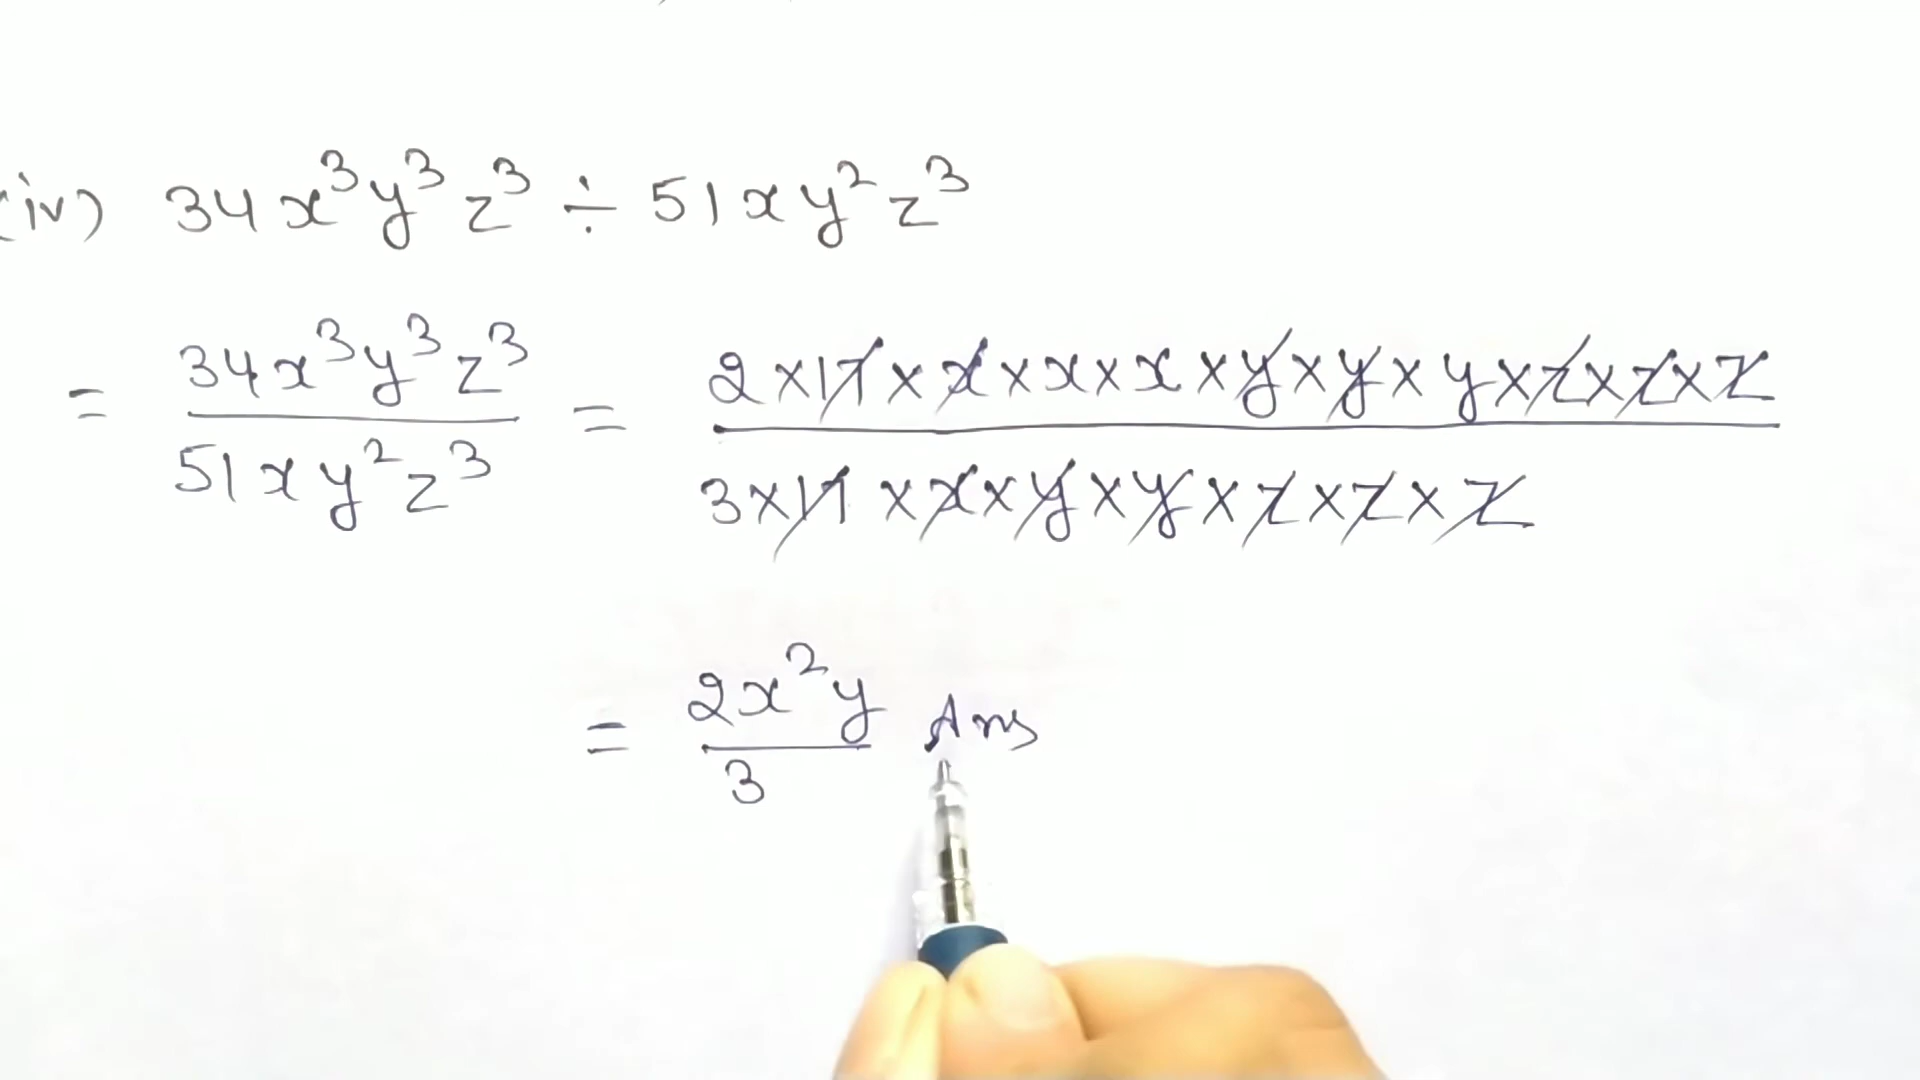 (iv) 34x³y³z³ ÷ 51xy²z³
= 34x³y³z³ / 51xy²z³ = 2×17×x×x×x×y×y×y×z×z×z / 3×17×x×y×y×z×z×z
= 2x²y / 3 Ans